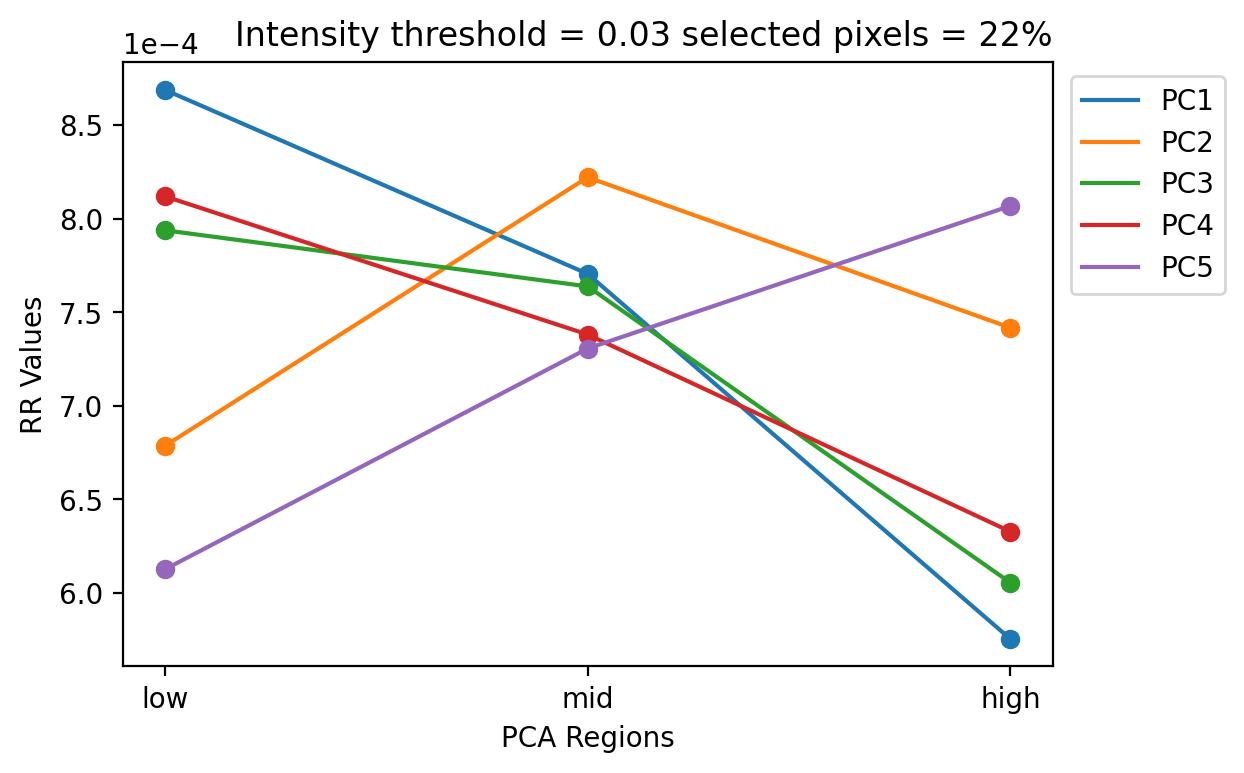 Intensity threshold = 0.03 selected pixels = 22%
1e−4
8.5
8.0
7.5
7.0
6.5
6.0
RR Values
low
mid
high
PCA Regions
PC1
PC2
PC3
PC4
PC5